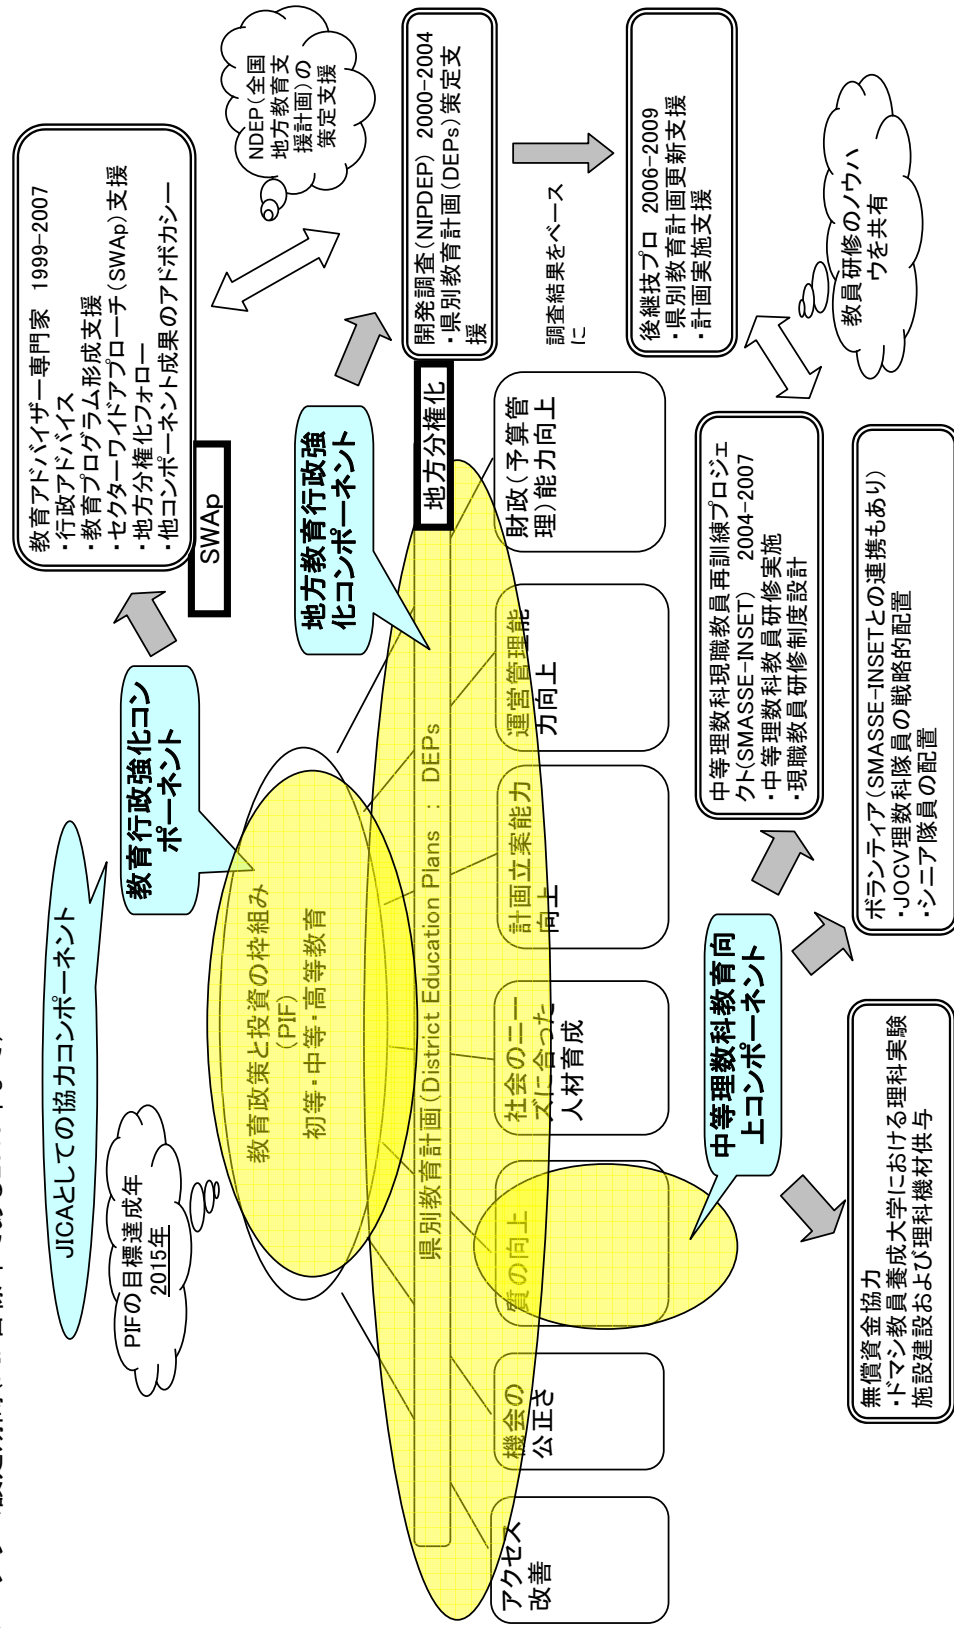 JICAとしての協力コンポーネント
PIFの目標達成年
2015年
教育行政強化コン
ポーネント
教育アドバイザー専門家 1999-2007
・行政アドバイス
・教育プログラム形成支援
・セクターワイドアプローチ(SWAp)支援
・地方分権化フォロー
・他コンポーネント成果のアドボカシー
SWAp
NDEP(全国
地方教育支
援計画)の
策定支援
教育政策と投資の枠組み
(PIF)
初等・中等・高等教育
地方教育行政強
化コンポーネント
県別教育計画(District Education Plans : DEPs
地方分権化
開発調査(NIPDEP) 2000-2004
・県別教育計画(DEPs)策定支
援
調査結果をベース
に
後継技プロ 2006-2009
・県別教育計画更新支援
・計画実施支援
アクセス
改善
機会の
公正さ
質の向上
社会のニー
ズに合った
人材育成
計画立案能力
向上
運営管理能
力向上
財政(予算管
理)能力向上
中等理数科教育向
上コンポーネント
中等理数科現職教員再訓練プロジェ
クト(SMASSE-INSET) 2004-2007
・中等理数科教員研修実施
・現職教員研修制度設計
教員研修のノウハ
ウを共有
ボランティア(SMASSE-INSETとの連携もあり)
・JOCV理数科隊員の戦略的配置
・シニア隊員の配置
無償資金協力
・ドマシ教員養成大学における理科実験
施設建設および理科機材供与